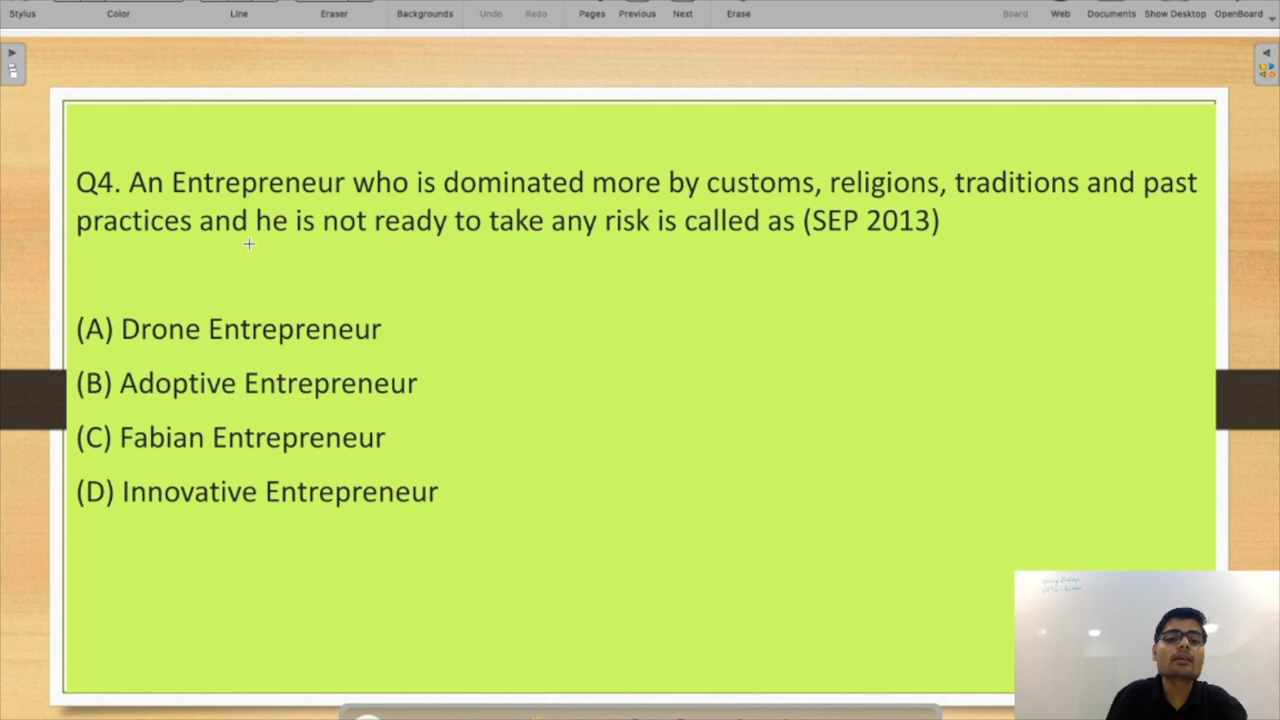 Stylus Color Line Eraser Backgrounds Undo Redo Pages Previous Next Erase Board Web Documents Show Desktop OpenBoard
Q4. An Entrepreneur who is dominated more by customs, religions, traditions and past
practices and he is not ready to take any risk is called as (SEP 2013)
(A) Drone Entrepreneur
(B) Adoptive Entrepreneur
(C) Fabian Entrepreneur
(D) Innovative Entrepreneur